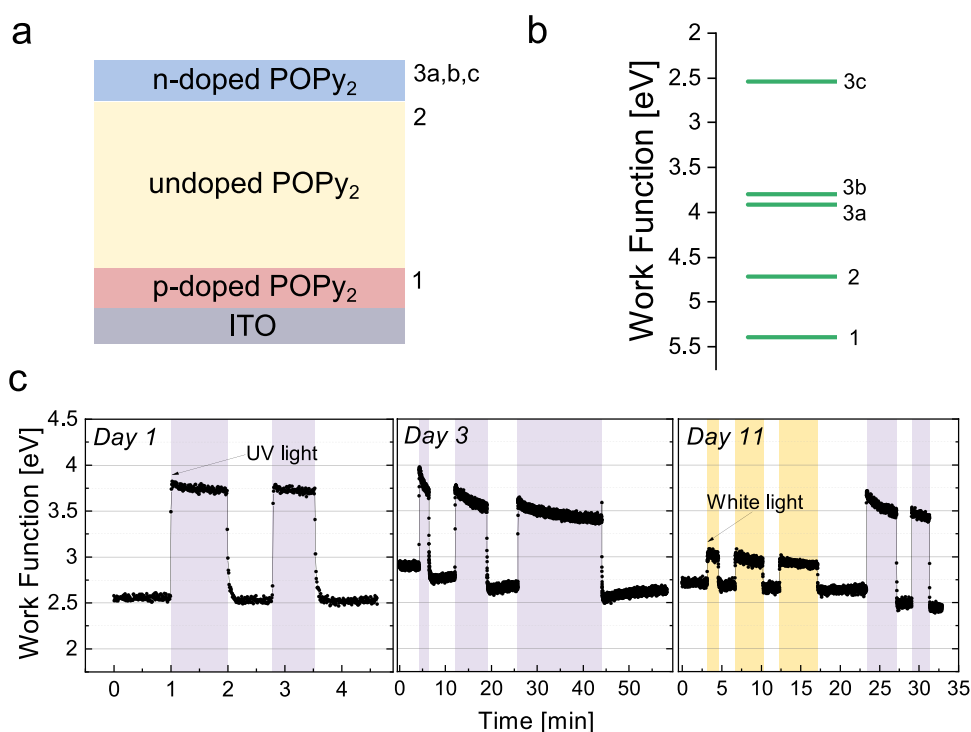 a
n-doped POPy₂
3a,b,c
2
undoped POPy₂
p-doped POPy₂
1
ITO
b
Work Function [eV]
2
2.5
3
3.5
4
4.5
5
5.5
3c
3b
3a
2
1
c
Work Function [eV]
4.5
4
3.5
3
2.5
2
Day 1
UV light
Day 3
Day 11
White light
0 1 2 3 4
0 10 20 30 40 50
0 5 10 15 20 25 30 35
Time [min]